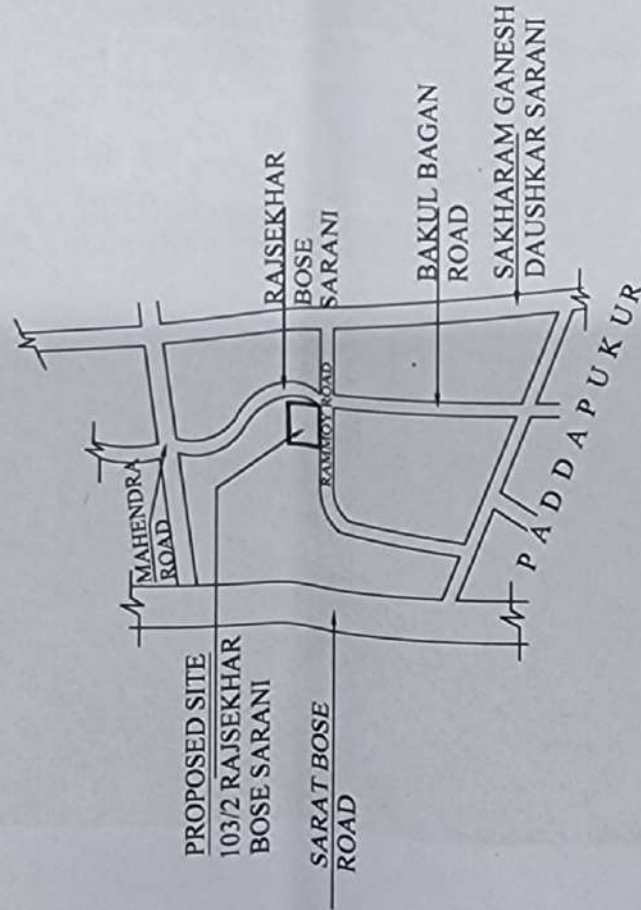 MAHENDRA
ROAD
PROPOSED SITE
103/2 RAJSEKHAR
BOSE SARANI
SARAT BOSE
ROAD
RAJSEKHAR
BOSE
SARANI
RAMMOY ROAD
BAKUL BAGAN
ROAD
SAKHARAM GANESH
DAUSHKAR SARANI
PADDAPUKUR